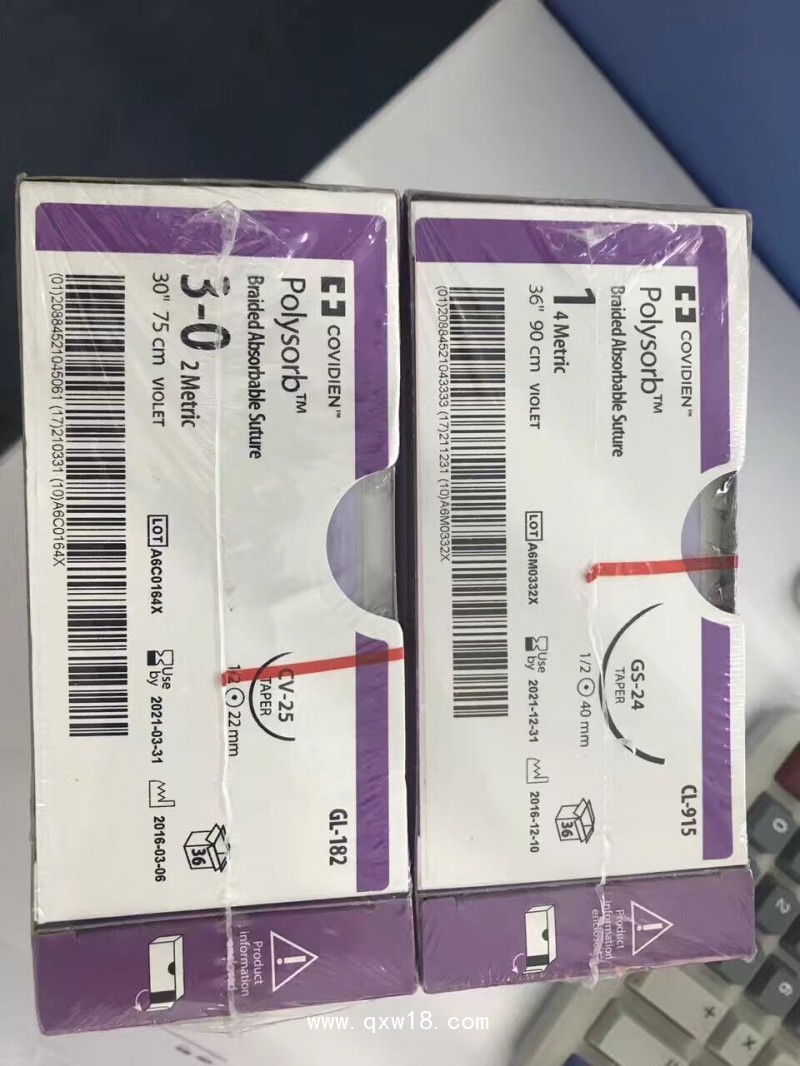 COVIDIEN™
Polysorb™
Braided Absorbable Suture
3-0 2 Metric
30" 75 cm VIOLET
(01)20884521045061 (17)210331 (10)A6C0164X
LOT A6C0164X
Use by 2021-03-31
2016-03-06
CV-25
TAPER
1/2 22 mm
36
GL-182
Product
information
enclosed
COVIDIEN™
Polysorb™
Braided Absorbable Suture
1 4 Metric
36" 90 cm VIOLET
(01)20884521043333 (17)211231 (10)A6M0332X
LOT A6M0332X
Use by 2021-12-31
2016-12-10
GS-24
TAPER
1/2 40 mm
36
CL-915
Product
information
enclosed
0
2
6
+
www.qxw18.com